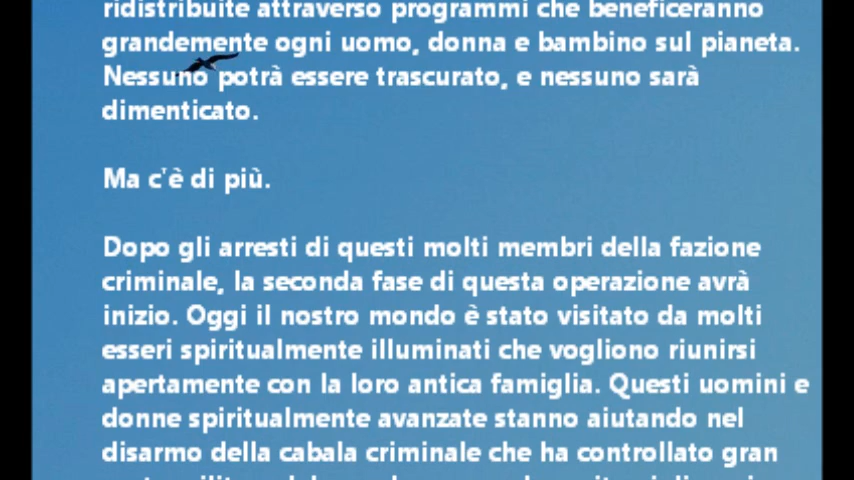 ridistribuite attraverso programmi che beneficeranno
grandemente ogni uomo, donna e bambino sul pianeta.
Nessuno potrà essere trascurato, e nessuno sarà
dimenticato.
Ma c'è di più.
Dopo gli arresti di questi molti membri della fazione
criminale, la seconda fase di questa operazione avrà
inizio. Oggi il nostro mondo è stato visitato da molti
esseri spiritualmente illuminati che vogliono riunirsi
apertamente con la loro antica famiglia. Questi uomini e
donne spiritualmente avanzate stanno aiutando nel
disarmo della cabala criminale che ha controllato gran